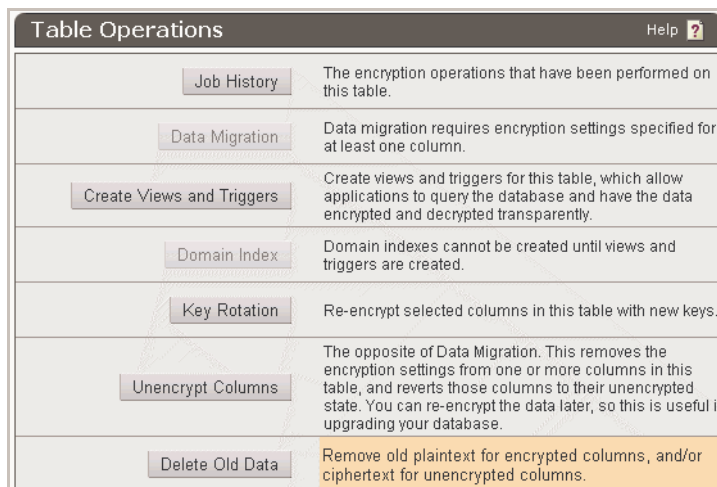 Table Operations
Help ?
Job History
The encryption operations that have been performed on
this table.
Data Migration
Data migration requires encryption settings specified for
at least one column.
Create Views and Triggers
Create views and triggers for this table, which allow
applications to query the database and have the data
encrypted and decrypted transparently.
Domain Index
Domain indexes cannot be created until views and
triggers are created.
Key Rotation
Re-encrypt selected columns in this table with new keys.
Unencrypt Columns
The opposite of Data Migration. This removes the
encryption settings from one or more columns in this
table, and reverts those columns to their unencrypted
state. You can re-encrypt the data later, so this is useful
upgrading your database.
Delete Old Data
Remove old plaintext for encrypted columns, and/or
ciphertext for unencrypted columns.